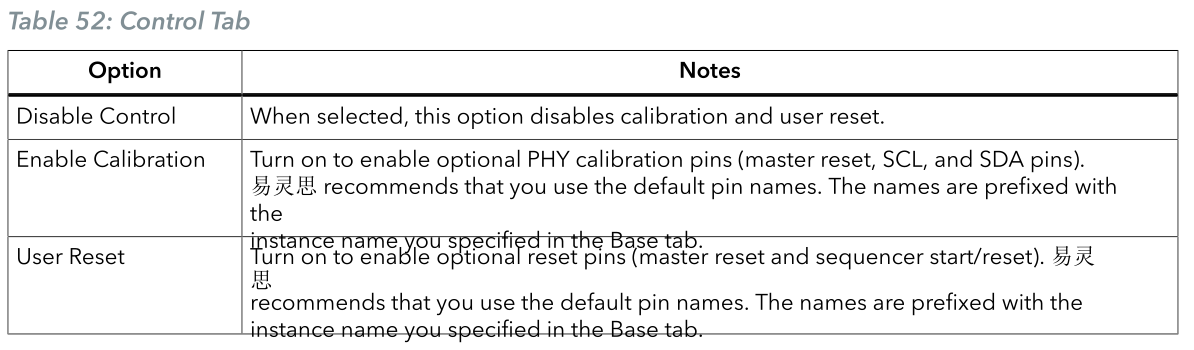 Table 52: Control Tab
Option Notes
Disable Control When selected, this option disables calibration and user reset.
Enable Calibration Turn on to enable optional PHY calibration pins (master reset, SCL, and SDA pins).
易灵思 recommends that you use the default pin names. The names are prefixed with
the
instance name you specified in the Base tab.
User Reset Turn on to enable optional reset pins (master reset and sequencer start/reset). 易灵
思
recommends that you use the default pin names. The names are prefixed with the
instance name you specified in the Base tab.